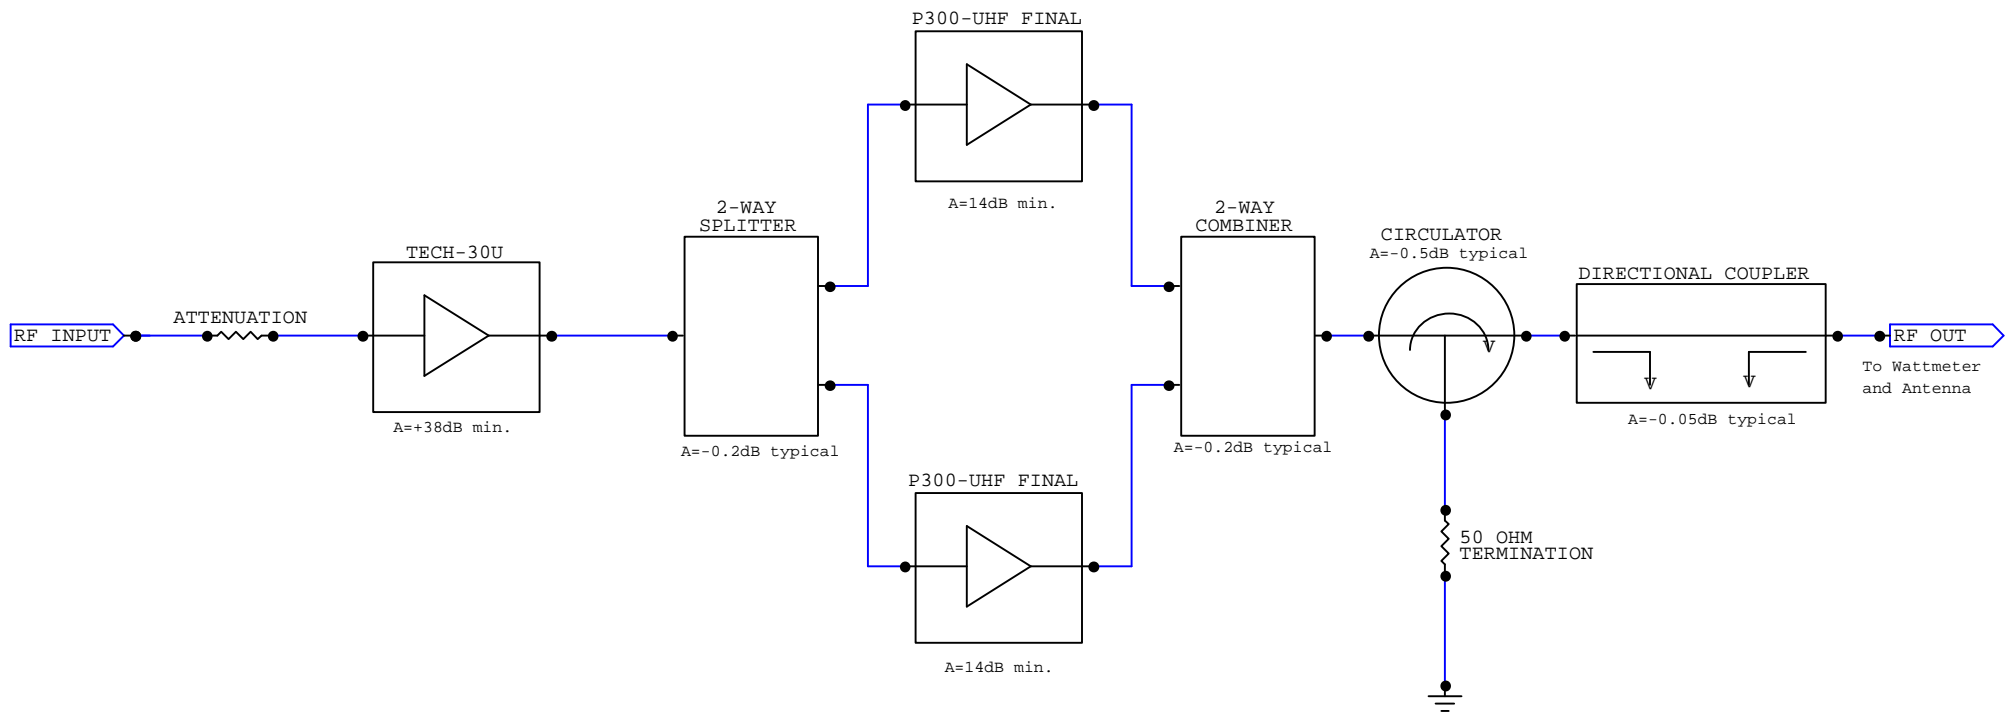 P300-UHF FINAL
A=14dB min.
2-WAY
SPLITTER
2-WAY
COMBINER
CIRCULATOR
A=-0.5dB typical
TECH-30U
DIRECTIONAL COUPLER
ATTENUATION
RF INPUT
RF OUT
To Wattmeter
and Antenna
A=+38dB min.
A=-0.05dB typical
A=-0.2dB typical
A=-0.2dB typical
P300-UHF FINAL
50 OHM
TERMINATION
A=14dB min.